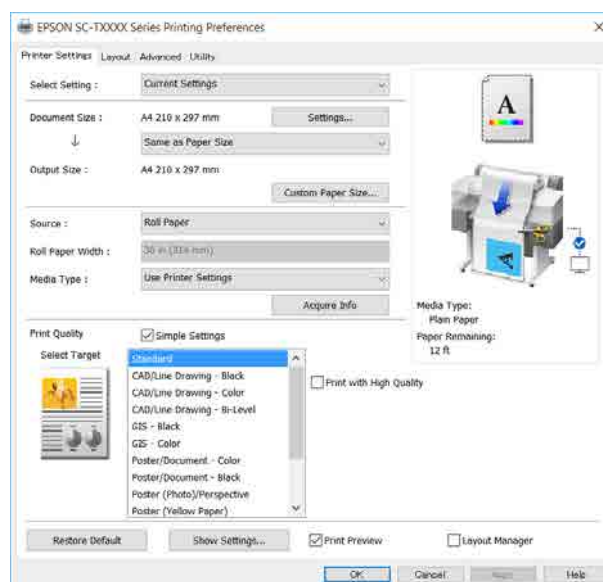 EPSON SC-TXXXX Series Printing Preferences
Printer Settings Layout Advanced Utility
Select Setting : Current Settings
Document Size : A4 210 x 297 mm Settings...
Same as Paper Size
Output Size : A4 210 x 297 mm
Custom Paper Size...
Source : Roll Paper
Roll Paper Width :
Media Type : Use Printer Settings
Acquire Info
A
Media Type:
Plain Paper
Paper Remaining:
12 ft
Print Quality Simple Settings
Select Target
Standard
CAD/Line Drawing - Black
CAD/Line Drawing - Color
CAD/Line Drawing - Bi-Level
GIS - Black
GIS - Color
Poster/Document - Color
Poster/Document - Black
Poster (Photo)/Perspective
Poster (Yellow Paper)
Print with High Quality
Restore Default Show Settings... Print Preview Layout Manager
OK Cancel Help